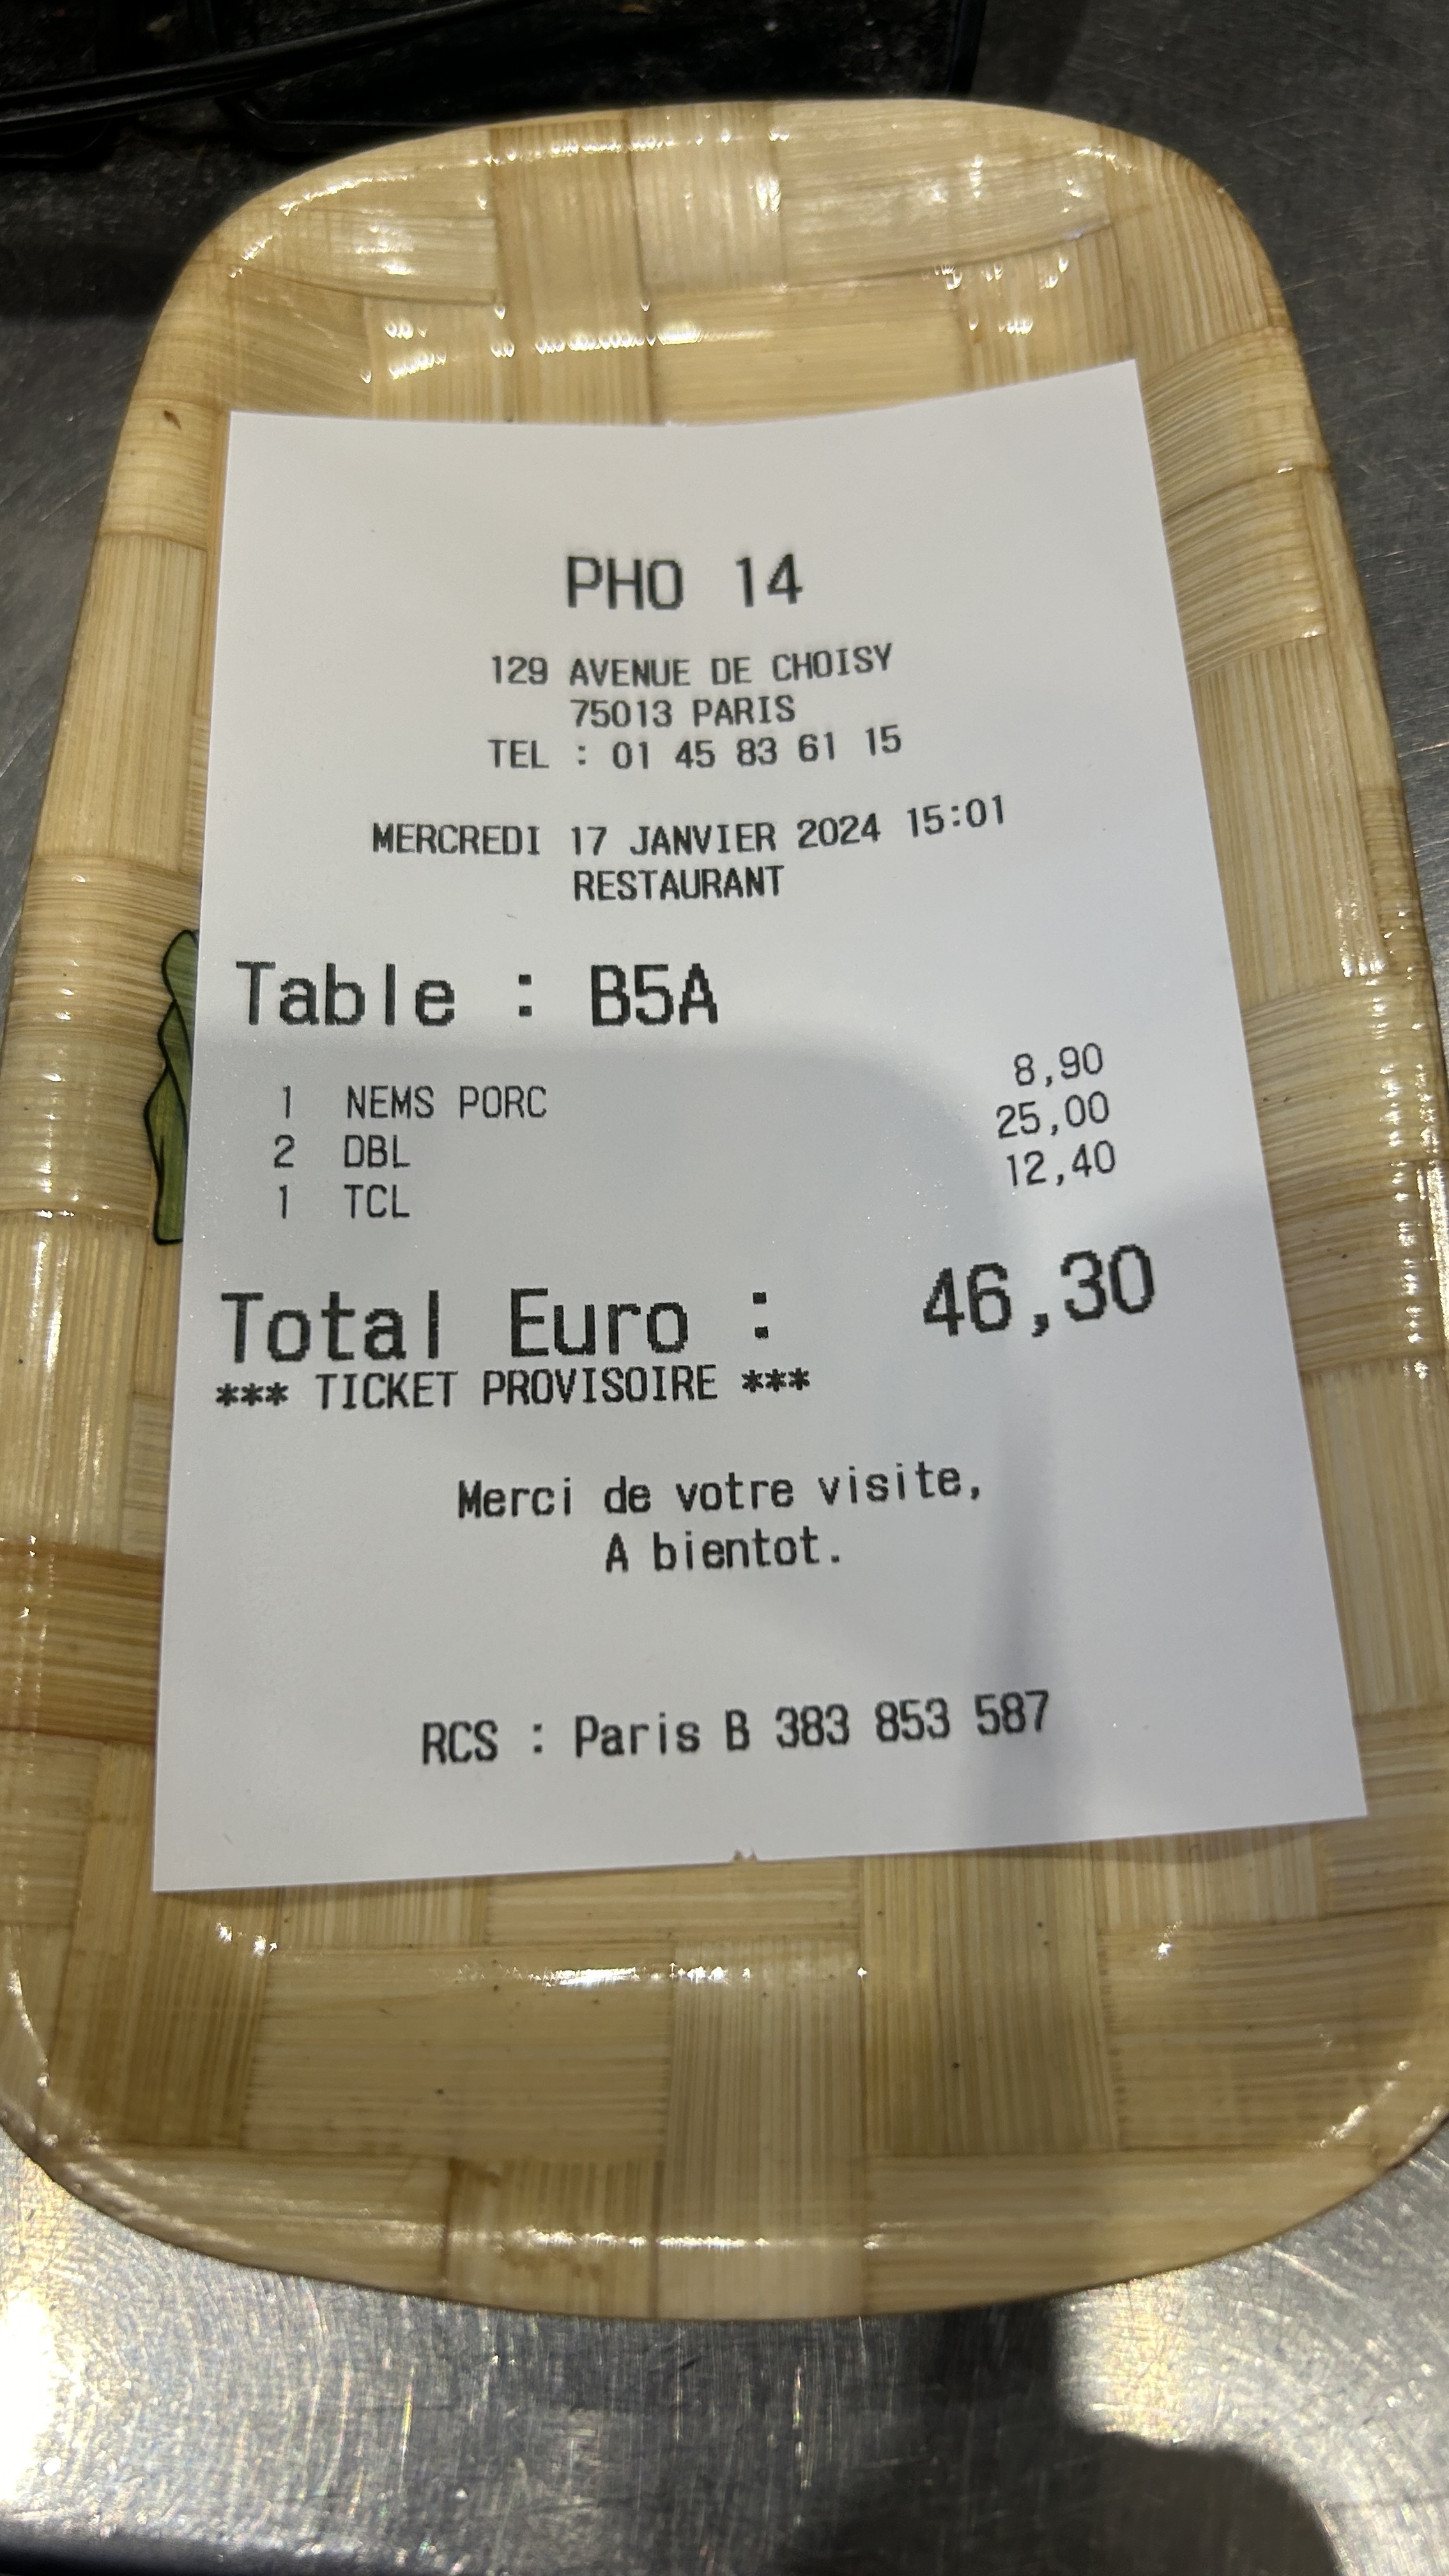 PHO 14
129 AVENUE DE CHOISY
75013 PARIS
TEL : 01 45 83 61 15
MERCREDI 17 JANVIER 2024 15:01
RESTAURANT
Table : B5A
1 NEMS PORC 8,90
2 DBL 25,00
1 TCL 12,40
Total Euro : 46,30
*** TICKET PROVISOIRE ***
Merci de votre visite,
A bientot.
RCS : Paris B 383 853 587